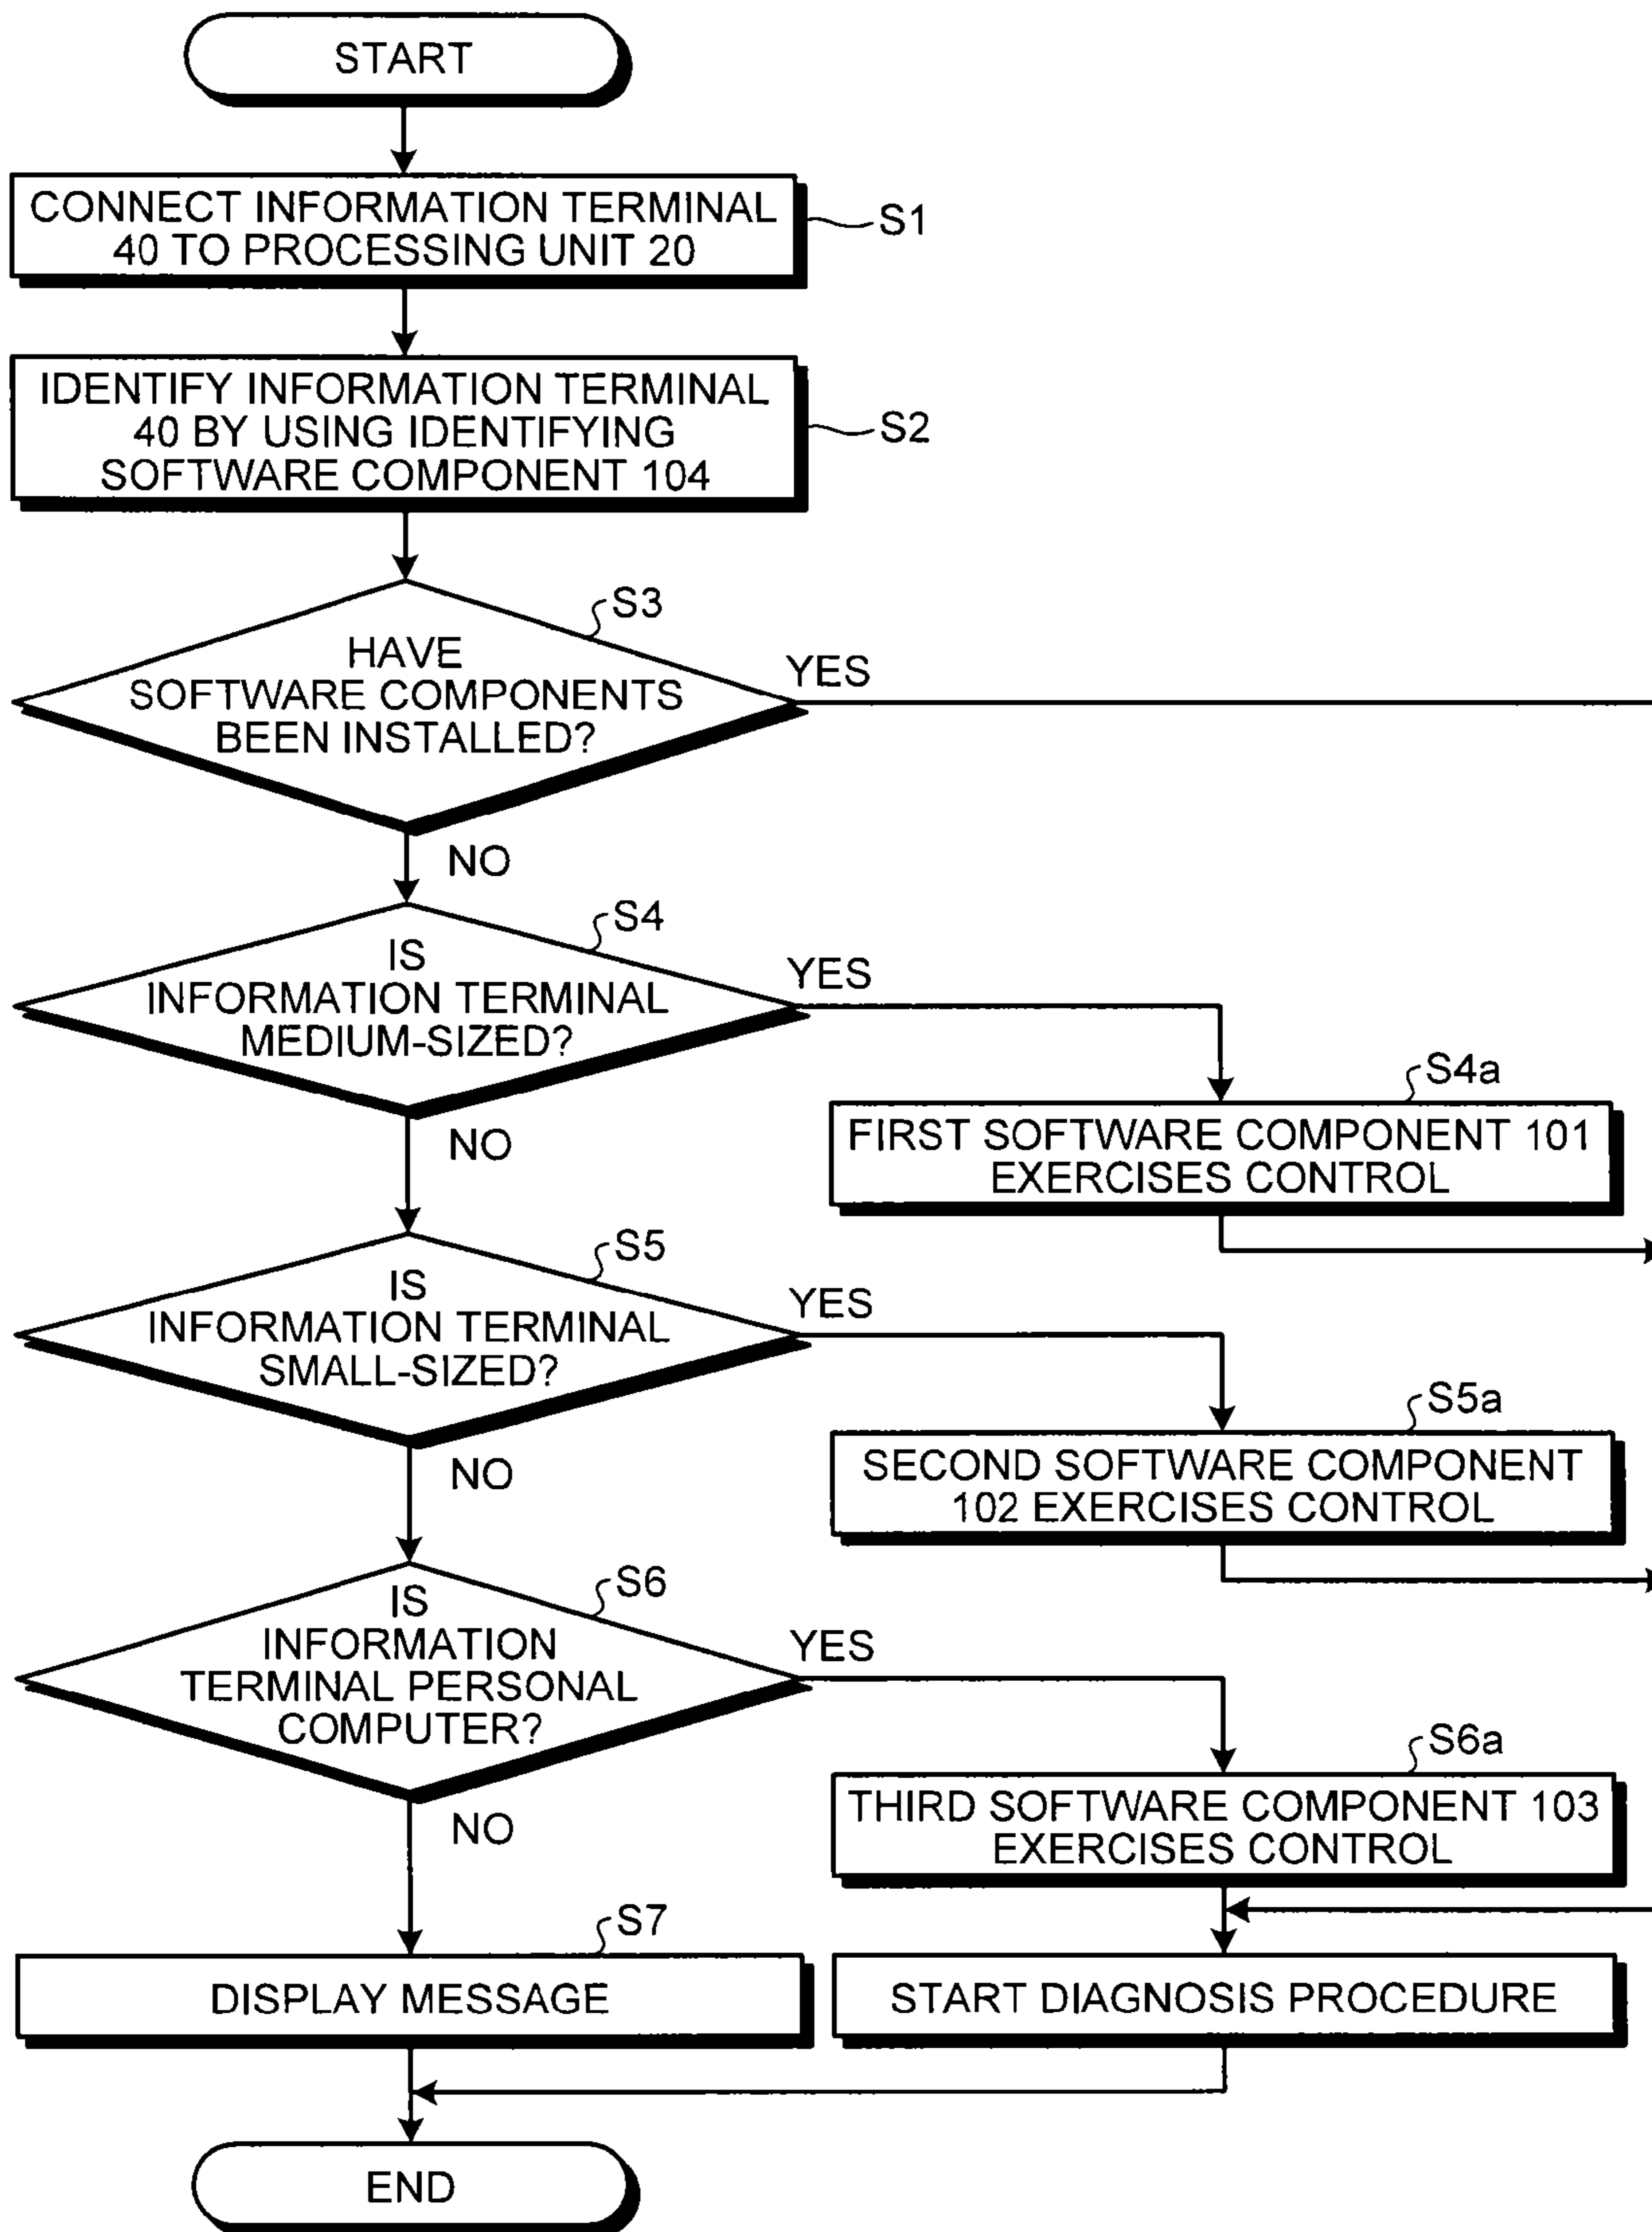 START
CONNECT INFORMATION TERMINAL
40 TO PROCESSING UNIT 20
S1
IDENTIFY INFORMATION TERMINAL
40 BY USING IDENTIFYING
SOFTWARE COMPONENT 104
S2
S3
HAVE
SOFTWARE COMPONENTS
BEEN INSTALLED?
YES
NO
S4
IS
INFORMATION TERMINAL
MEDIUM-SIZED?
YES
NO
S4a
FIRST SOFTWARE COMPONENT 101
EXERCISES CONTROL
S5
IS
INFORMATION TERMINAL
SMALL-SIZED?
YES
NO
S5a
SECOND SOFTWARE COMPONENT
102 EXERCISES CONTROL
S6
IS
INFORMATION
TERMINAL PERSONAL
COMPUTER?
YES
NO
S6a
THIRD SOFTWARE COMPONENT 103
EXERCISES CONTROL
S7
DISPLAY MESSAGE
START DIAGNOSIS PROCEDURE
END